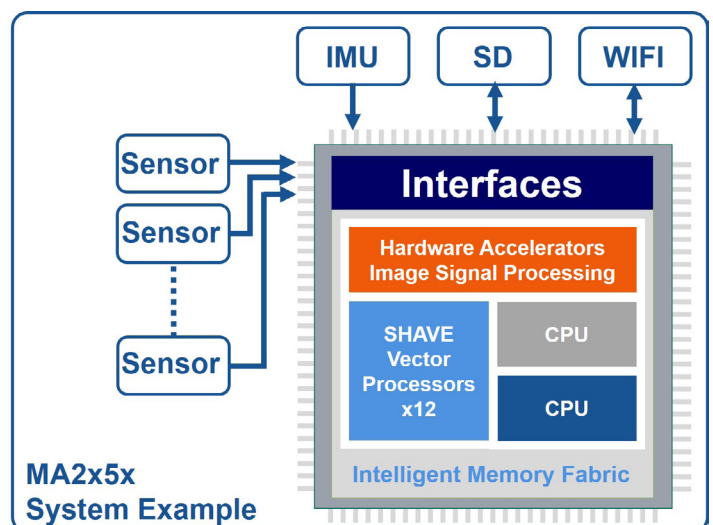 IMU
SD
WIFI
Sensor
Sensor
Sensor
Interfaces
Hardware Accelerators
Image Signal Processing
SHAVE
Vector
Processors
x12
CPU
CPU
Intelligent Memory Fabric
MA2x5x
System Example